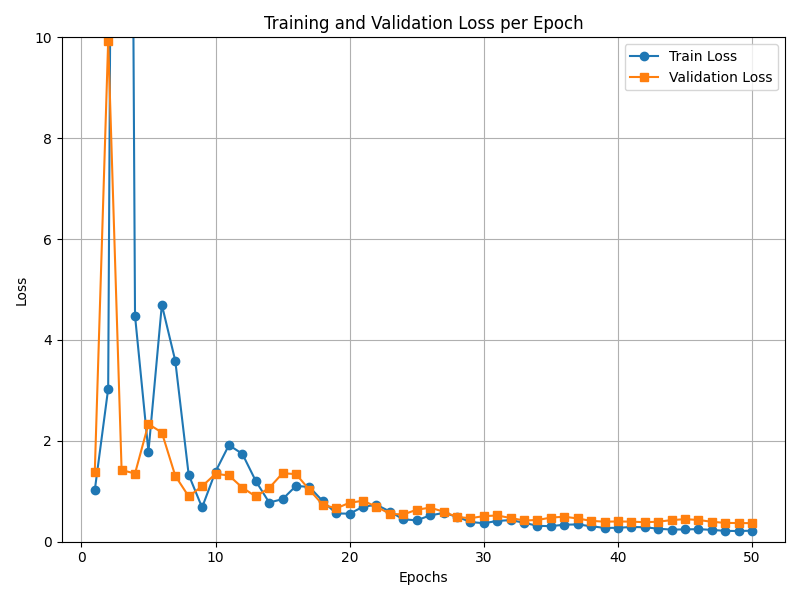 Training and Validation Loss per Epoch
Train Loss
Validation Loss
Loss
10
8
6
4
2
0
0 10 20 30 40 50
Epochs